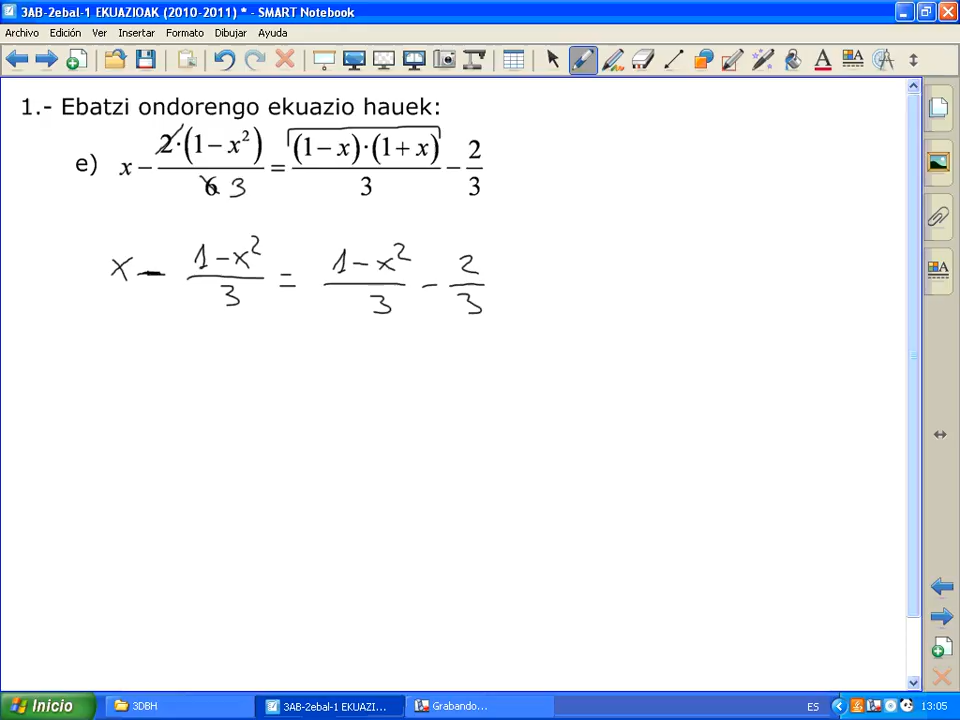 3AB-2ebal-1 EKUAZIOAK (2010-2011) * - SMART Notebook
Archivo Edición Ver Insertar Formato Dibujar Ayuda
1.- Ebatzi ondorengo ekuazio hauek:
e) x − 2·(1 − x²)/6 3 = (1 − x)·(1 + x)/3 − 2/3
x − (1−x²)/3 = (1−x²)/3 − 2/3
Inicio 3DBH 3AB-2ebal-1 EKUAZI... Grabando... ES 13:05